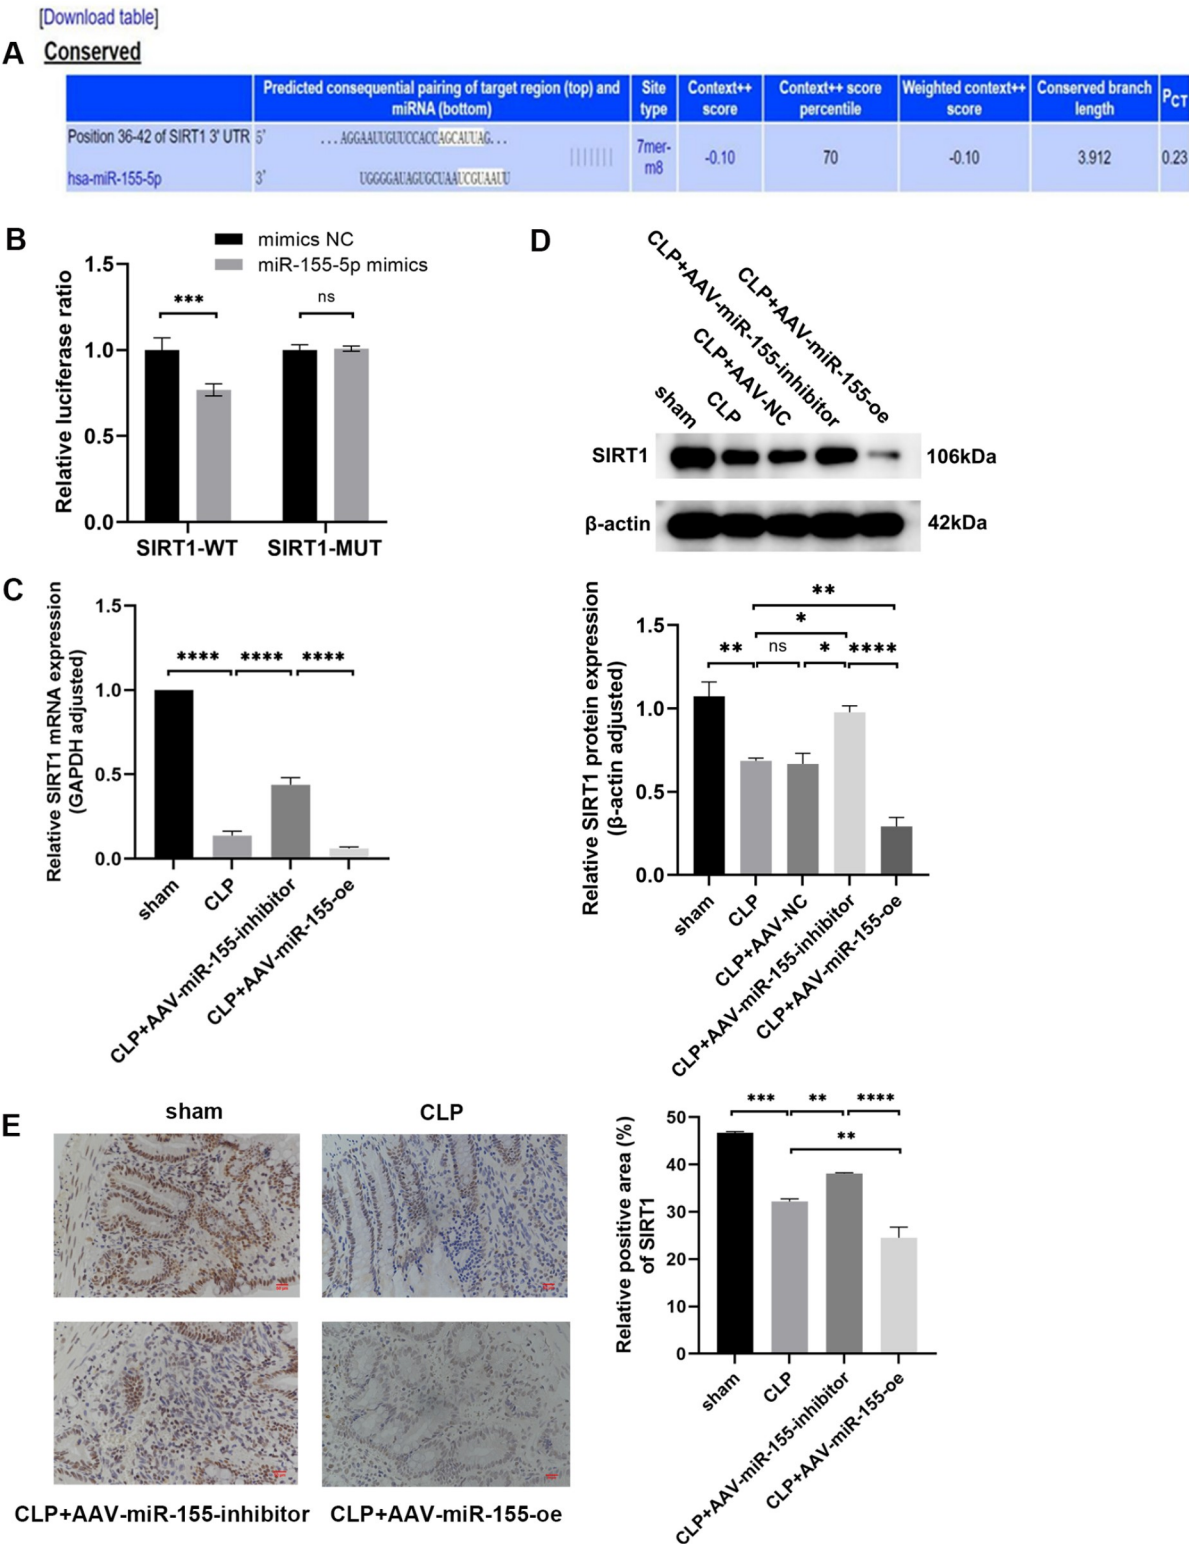 [Download table]
A Conserved
Predicted consequential pairing of target region (top) and miRNA (bottom)
Site type
Context++ score
Context++ score percentile
Weighted context++ score
Conserved branch length
PCT
Position 36-42 of SIRT1 3' UTR 5' ...AGGAAUUGUUCCACCAGCAUUAG...
hsa-miR-155-5p 3' UGGGGAUAGUGCUAAUCGUAAUU
7mer-m8
-0.10
70
-0.10
3.912
0.23
B
mimics NC
miR-155-5p mimics
Relative luciferase ratio
1.5
1.0
0.5
0.0
***
ns
SIRT1-WT
SIRT1-MUT
C
Relative SIRT1 mRNA expression
(GAPDH adjusted)
1.5
1.0
0.5
0.0
****
****
****
sham
CLP
CLP+AAV-miR-155-inhibitor
CLP+AAV-miR-155-oe
D
sham
CLP
CLP+AAV-NC
CLP+AAV-miR-155-inhibitor
CLP+AAV-miR-155-oe
SIRT1
106kDa
β-actin
42kDa
Relative SIRT1 protein expression
(β-actin adjusted)
1.5
1.0
0.5
0.0
**
*
**
ns
*
****
sham
CLP
CLP+AAV-NC
CLP+AAV-miR-155-inhibitor
CLP+AAV-miR-155-oe
E
sham
CLP
CLP+AAV-miR-155-inhibitor
CLP+AAV-miR-155-oe
Relative positive area (%)
of SIRT1
50
40
30
20
10
0
***
**
****
**
sham
CLP
CLP+AAV-miR-155-inhibitor
CLP+AAV-miR-155-oe